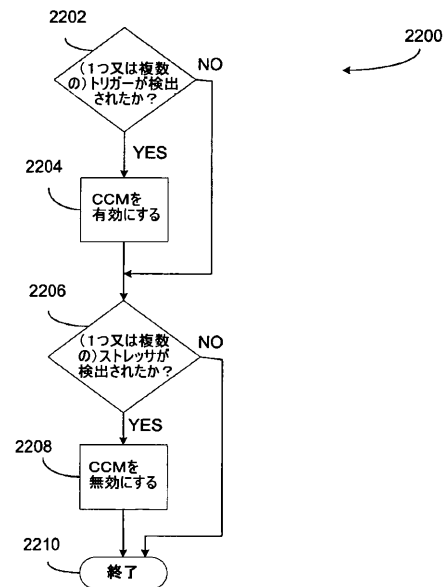 2202
2200
(1つ又は複数
の)トリガーが検出
されたか？
NO
YES
2204
CCMを
有効にする
2206
(1つ又は複数
の)ストレッサが
検出されたか？
NO
YES
2208
CCMを
無効にする
2210
終了